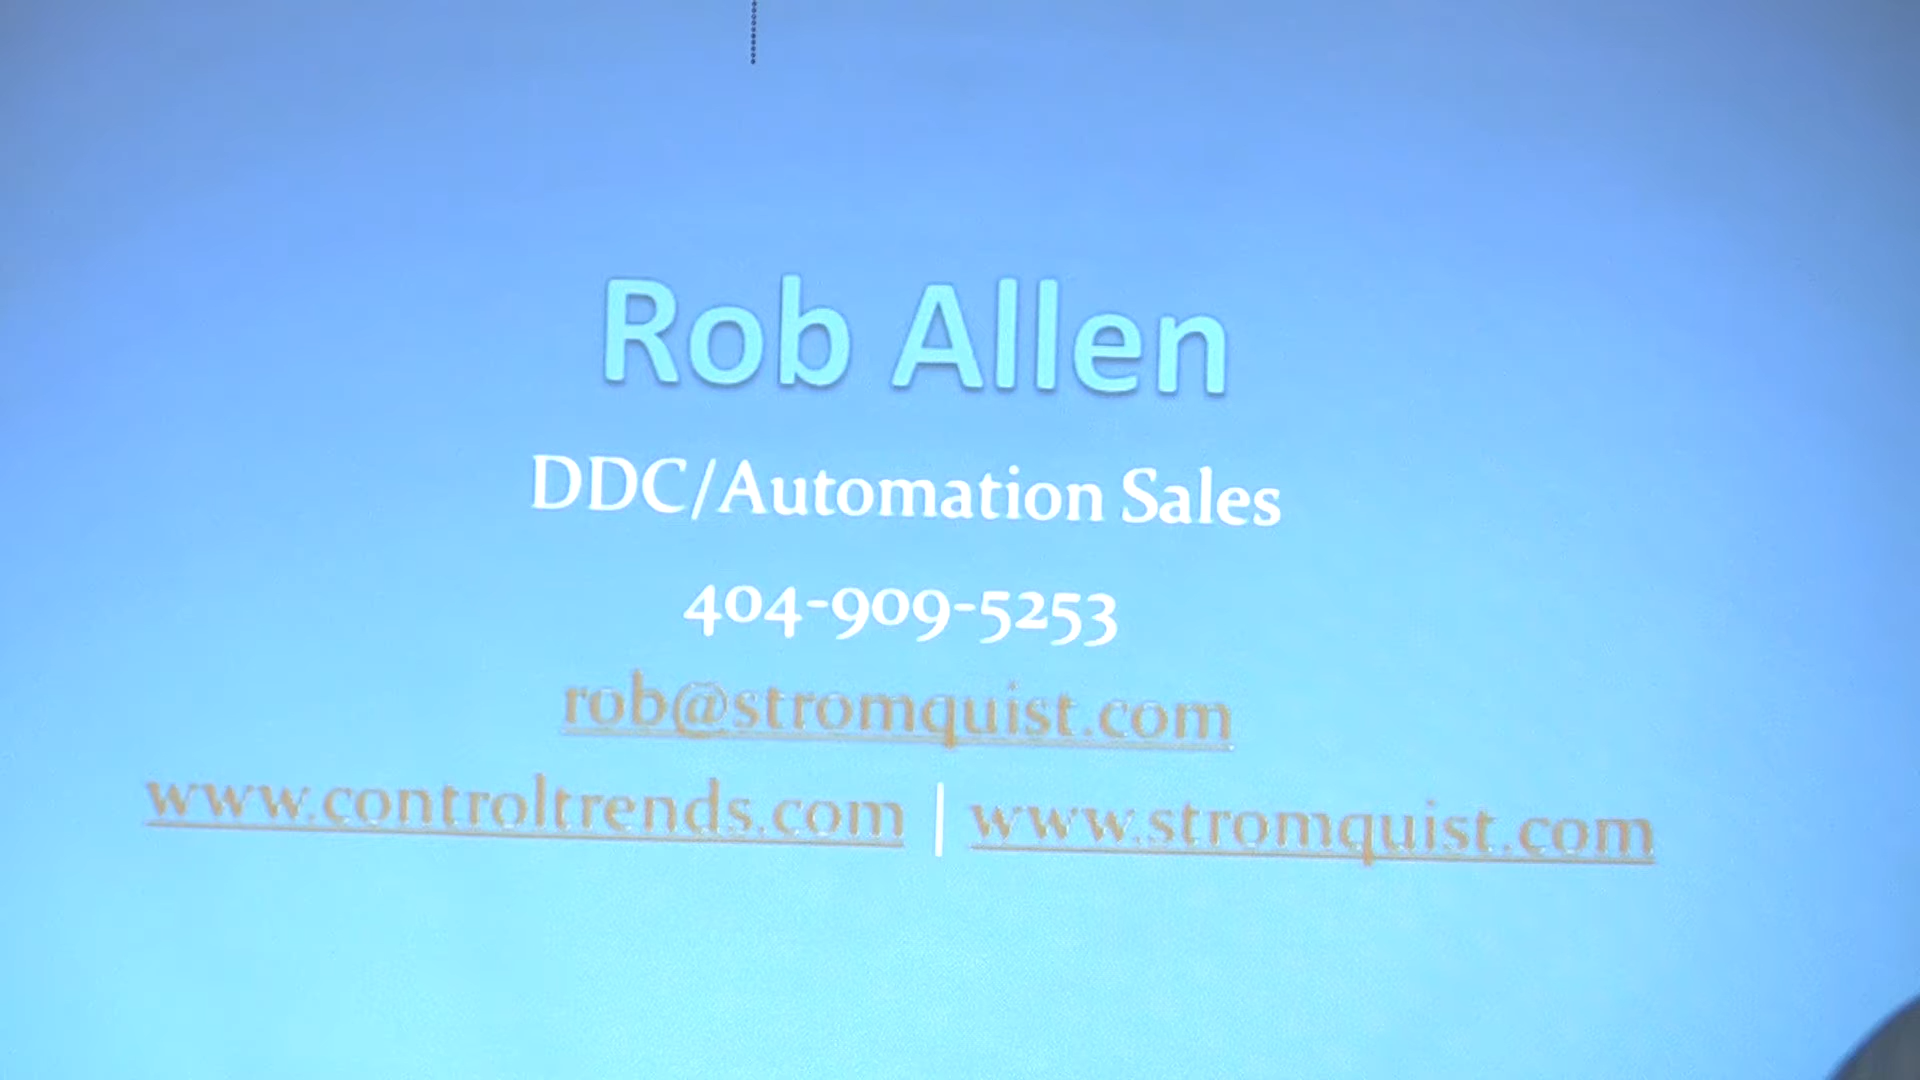 Rob Allen
DDC/Automation Sales
404-909-5253
rob@stromquist.com
www.controltrends.com | www.stromquist.com